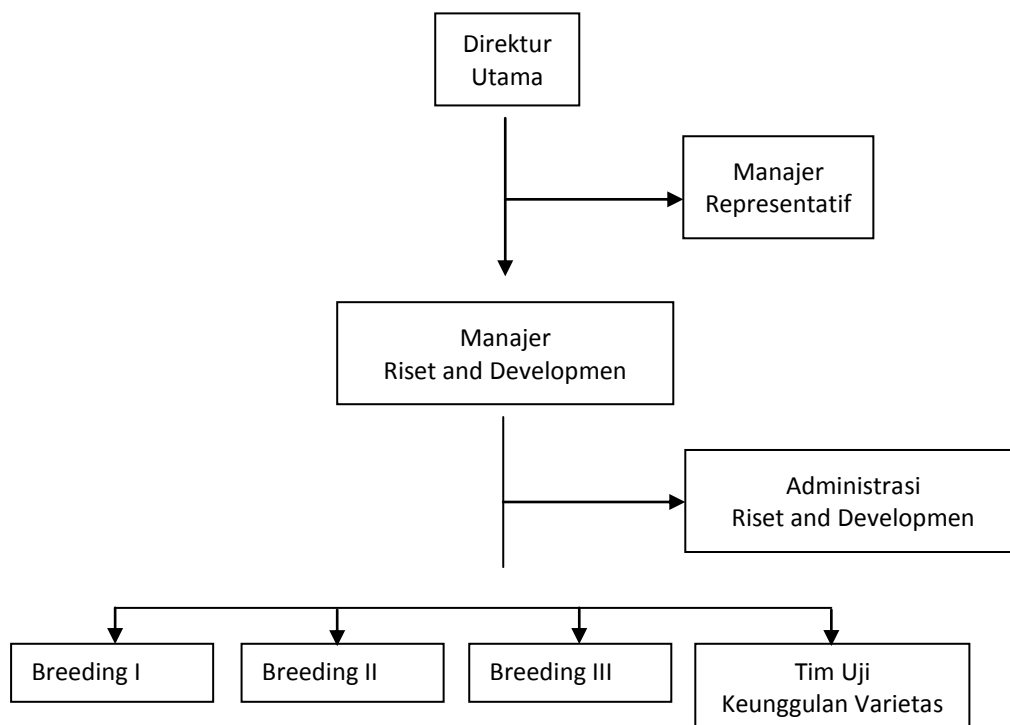 Direktur
Utama
Manajer
Representatif
Manajer
Riset and Developmen
Administrasi
Riset and Developmen
Breeding I
Breeding II
Breeding III
Tim Uji
Keunggulan Varietas